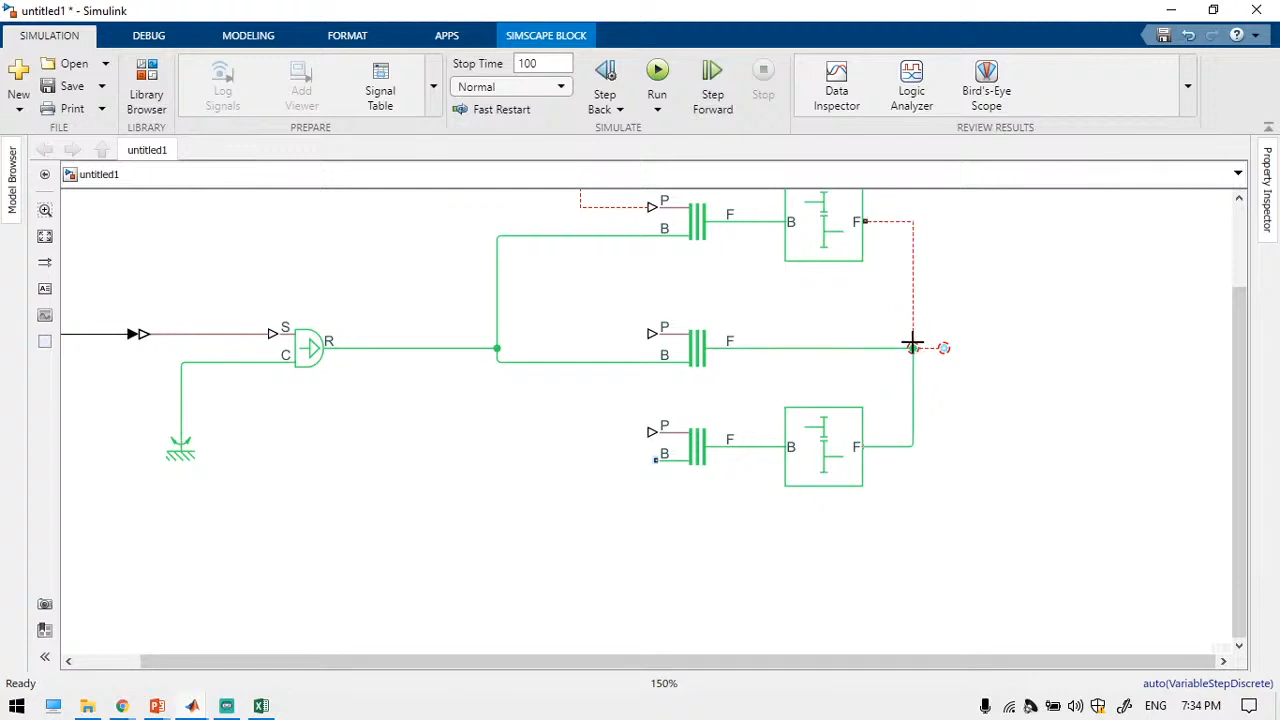 untitled1 * - Simulink
SIMULATION DEBUG MODELING FORMAT APPS SIMSCAPE BLOCK
New
Open
Save
Print
FILE
Library
Browser
LIBRARY
Log
Signals
Add
Viewer
Signal
Table
PREPARE
Stop Time 100
Normal
Fast Restart
Step
Back
Run
Step
Forward
Stop
SIMULATE
Data
Inspector
Logic
Analyzer
Bird's-Eye
Scope
REVIEW RESULTS
untitled1
untitled1
Model Browser
Property Inspector
P
B F
B F
S
C R
P
B F
P
B F
B F
Ready 150% auto(VariableStepDiscrete)
ENG 7:34 PM